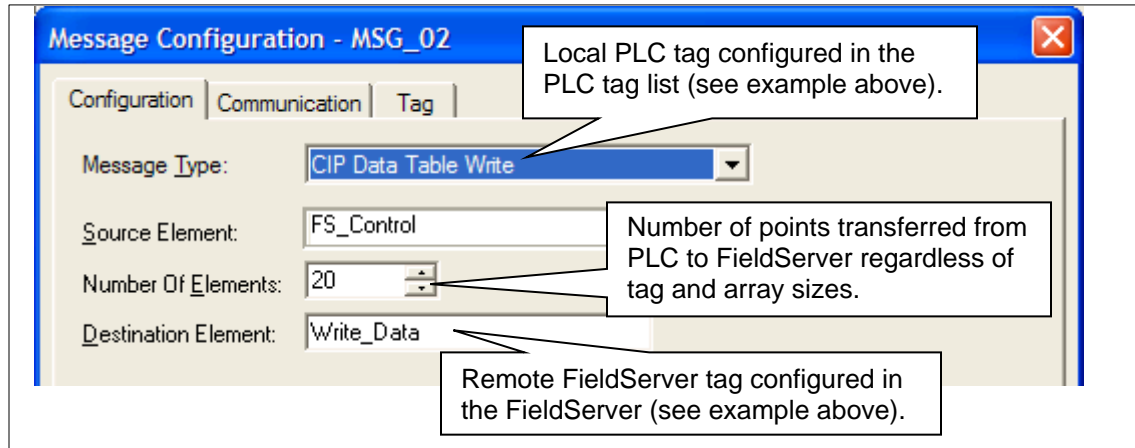 Message Configuration - MSG_02
Local PLC tag configured in the
PLC tag list (see example above).
Configuration Communication Tag
Message Type: CIP Data Table Write
Source Element: FS_Control
Number of points transferred from
PLC to FieldServer regardless of
tag and array sizes.
Number Of Elements: 20
Destination Element: Write_Data
Remote FieldServer tag configured in
the FieldServer (see example above).